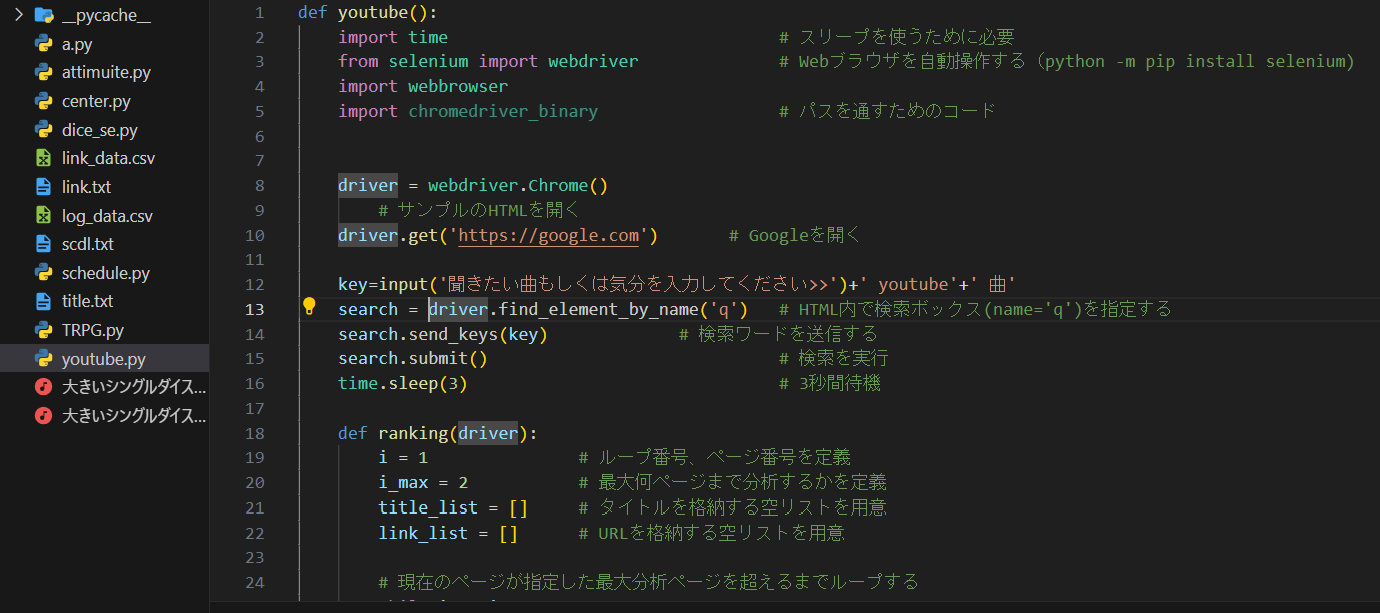 __pycache__
a.py
attimuite.py
center.py
dice_se.py
link_data.csv
link.txt
log_data.csv
scdl.txt
schedule.py
title.txt
TRPG.py
youtube.py
大きいシングルダイス...
大きいシングルダイス...
1 def youtube():
2 import time # スリープを使うために必要
3 from selenium import webdriver # Webブラウザを自動操作する（python -m pip install selenium)
4 import webbrowser
5 import chromedriver_binary # パスを通すためのコード
6
7
8 driver = webdriver.Chrome()
9 # サンプルのHTMLを開く
10 driver.get('https://google.com') # Googleを開く
11
12 key=input('聞きたい曲もしくは気分を入力してください>>')+' youtube'+' 曲'
13 search = driver.find_element_by_name('q') # HTML内で検索ボックス(name='q')を指定する
14 search.send_keys(key) # 検索ワードを送信する
15 search.submit() # 検索を実行
16 time.sleep(3) # 3秒間待機
17
18 def ranking(driver):
19 i = 1 # ループ番号、ページ番号を定義
20 i_max = 2 # 最大何ページまで分析するかを定義
21 title_list = [] # タイトルを格納する空リストを用意
22 link_list = [] # URLを格納する空リストを用意
23
24 # 現在のページが指定した最大分析ページを超えるまでループする